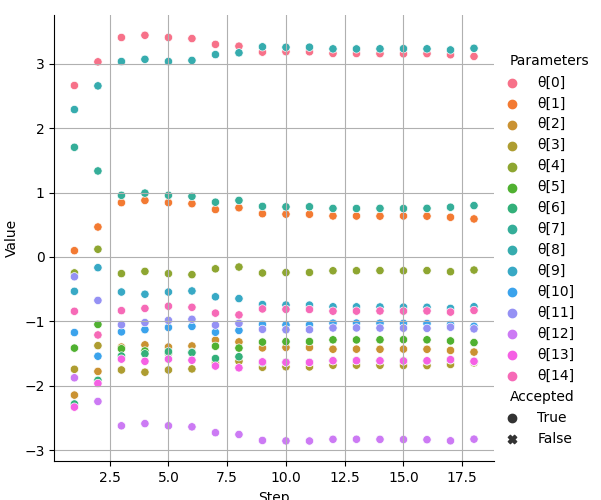 3
2
1
0
−1
−2
−3
Value
2.5
5.0
7.5
10.0
12.5
15.0
17.5
Step
Parameters
θ[0]
θ[1]
θ[2]
θ[3]
θ[4]
θ[5]
θ[6]
θ[7]
θ[8]
θ[9]
θ[10]
θ[11]
θ[12]
θ[13]
θ[14]
Accepted
True
False